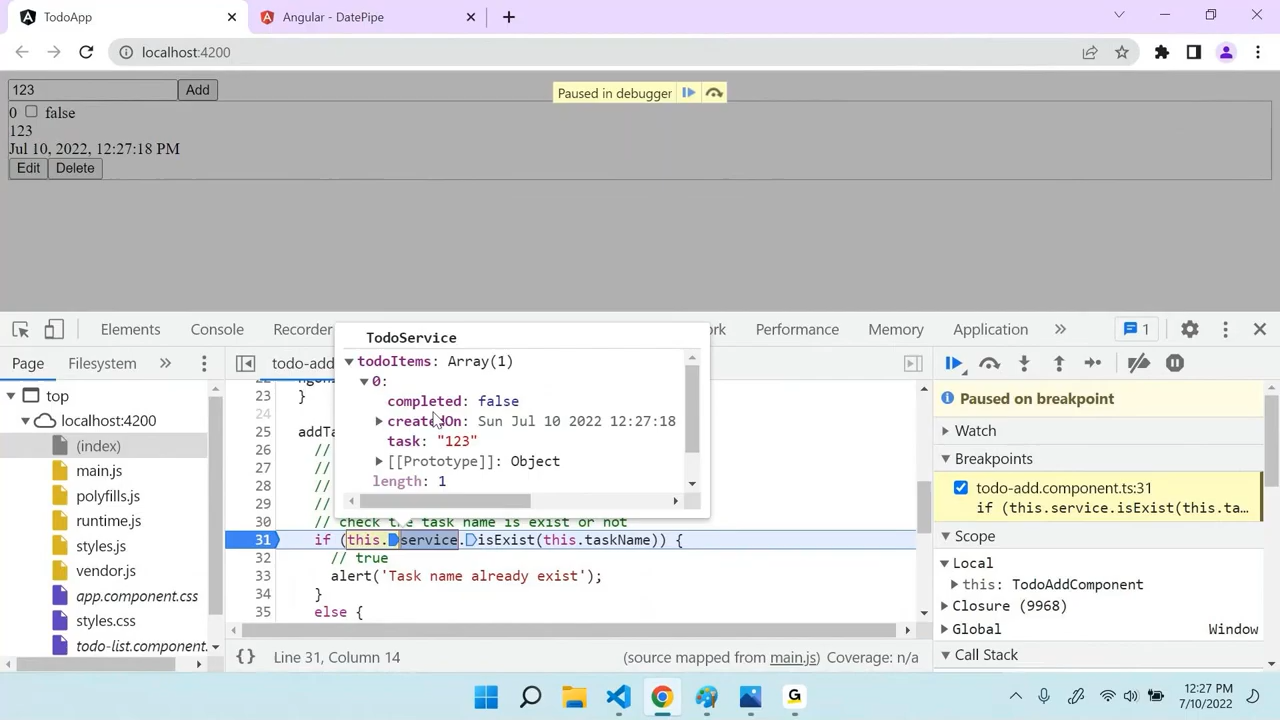 TodoApp
Angular - DatePipe
localhost:4200
123
Add
Paused in debugger
0 false
123
Jul 10, 2022, 12:27:18 PM
Edit Delete
Elements Console Recorder Performance Memory Application 1
Page Filesystem
todo-add
TodoService
todoItems: Array(1)
0:
completed: false
createdOn: Sun Jul 10 2022 12:27:18
task: "123"
[[Prototype]]: Object
length: 1
top
localhost:4200
(index)
main.js
polyfills.js
runtime.js
styles.js
vendor.js
app.component.css
styles.css
todo-list.component.
23 }
24
25 addTa
26 //
27 //
28 //
29 //
30 // check the task name is exist or not
31 if (this.service.isExist(this.taskName)) {
32 // true
33 alert('Task name already exist');
34 }
35 else {
{} Line 31, Column 14 (source mapped from main.js) Coverage: n/a
Paused on breakpoint
Watch
Breakpoints
todo-add.component.ts:31
if (this.service.isExist(this.ta…
Scope
Local
this: TodoAddComponent
Closure (9968)
Global Window
Call Stack
12:27 PM
7/10/2022